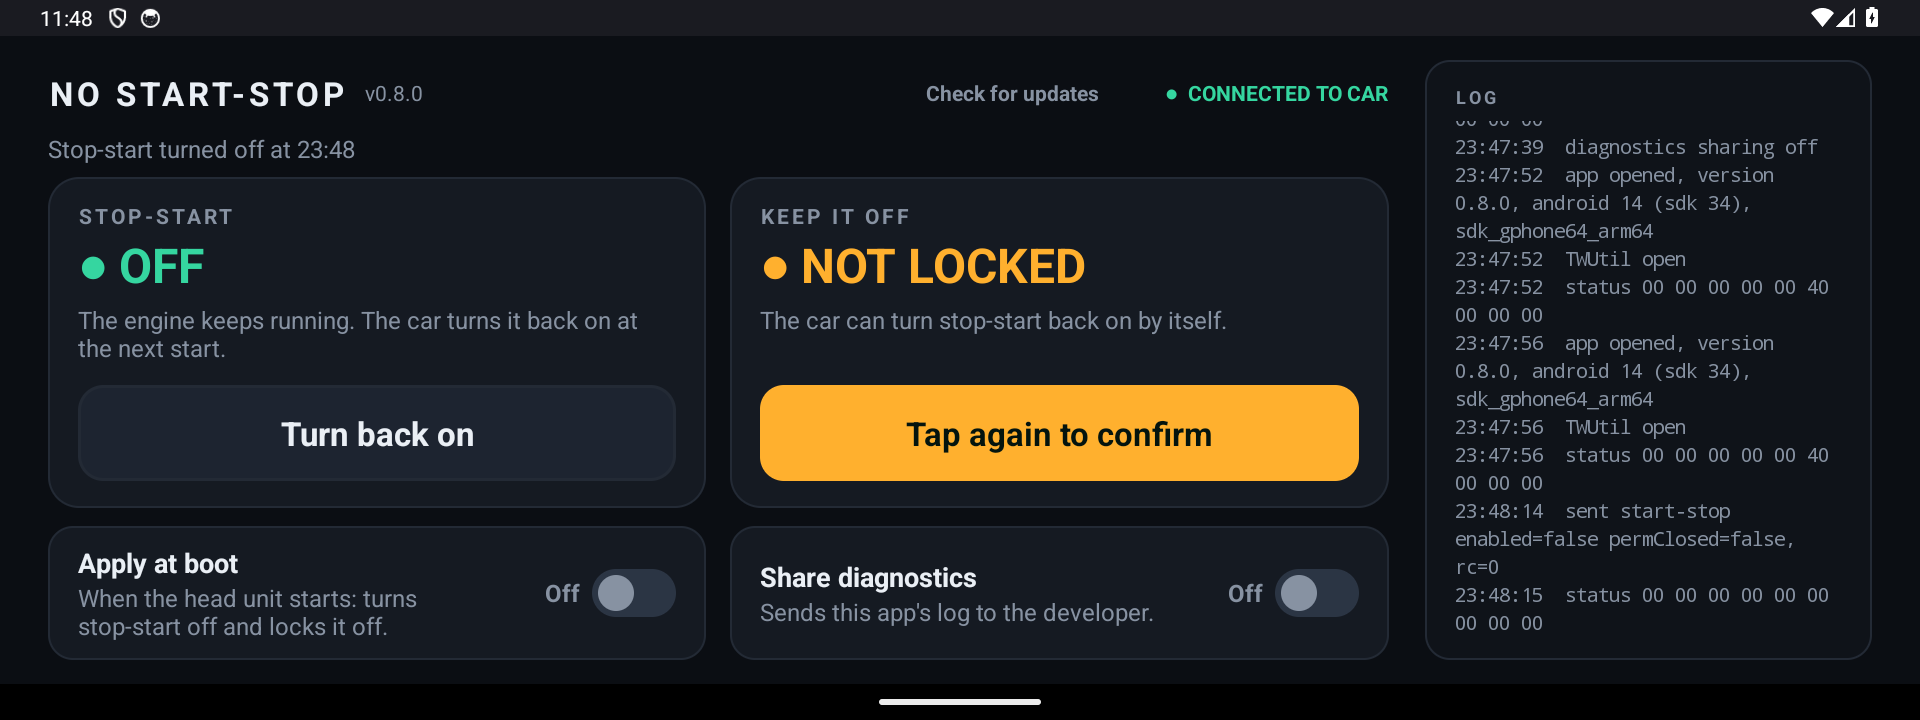 11:48
NO START-STOP v0.8.0
Check for updates
CONNECTED TO CAR
Stop-start turned off at 23:48
STOP-START
OFF
The engine keeps running. The car turns it back on at
the next start.
Turn back on
KEEP IT OFF
NOT LOCKED
The car can turn stop-start back on by itself.
Tap again to confirm
Apply at boot
When the head unit starts: turns
stop-start off and locks it off.
Off
Share diagnostics
Sends this app's log to the developer.
Off
LOG
00 00 00
23:47:39 diagnostics sharing off
23:47:52 app opened, version
0.8.0, android 14 (sdk 34),
sdk_gphone64_arm64
23:47:52 TWUtil open
23:47:52 status 00 00 00 00 00 40
00 00 00
23:47:56 app opened, version
0.8.0, android 14 (sdk 34),
sdk_gphone64_arm64
23:47:56 TWUtil open
23:47:56 status 00 00 00 00 00 40
00 00 00
23:48:14 sent start-stop
enabled=false permClosed=false,
rc=0
23:48:15 status 00 00 00 00 00 00
00 00 00